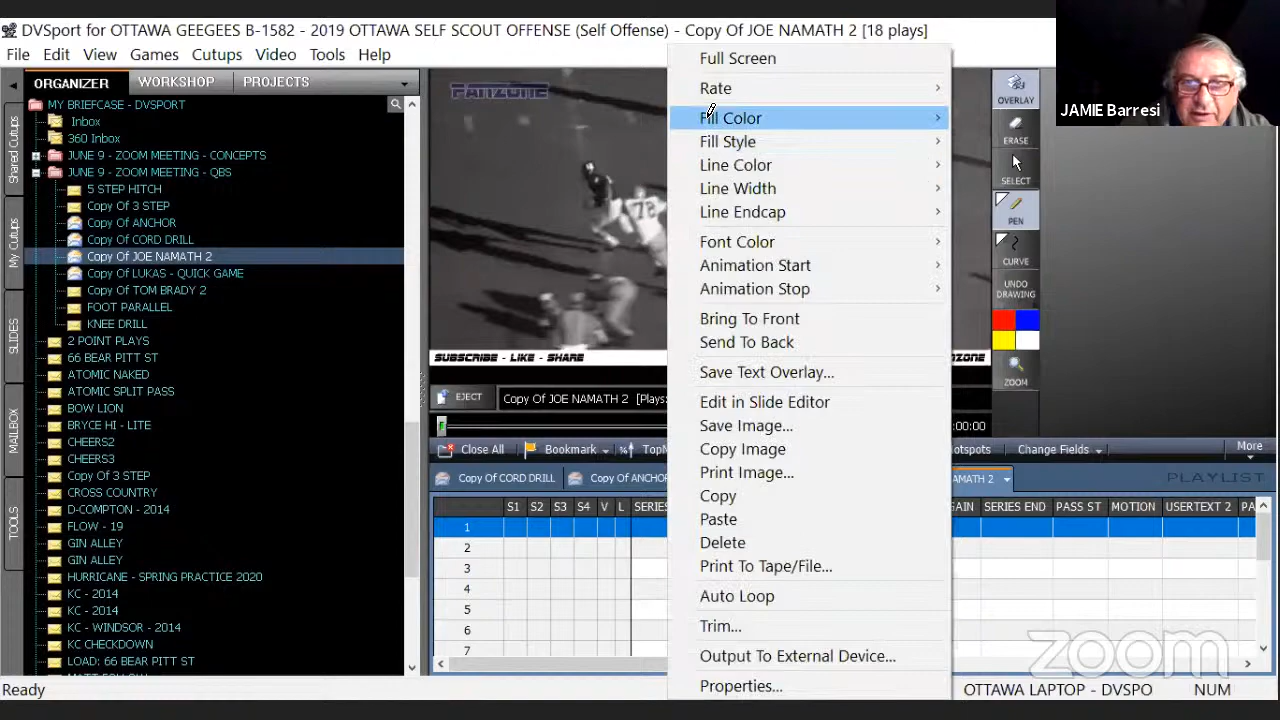 DVSport for OTTAWA GEEGEES B-1582 - 2019 OTTAWA SELF SCOUT OFFENSE (Self Offense) - Copy Of JOE NAMATH 2 [18 plays]
File Edit View Games Cutups Video Tools Help
ORGANIZER WORKSHOP PROJECTS
Shared Cutups
My Cutups
SLIDES
MAILBOX
TOOLS
MY BRIEFCASE - DVSPORT
Inbox
360 Inbox
JUNE 9 - ZOOM MEETING - CONCEPTS
JUNE 9 - ZOOM MEETING - QBS
5 STEP HITCH
Copy Of 3 STEP
Copy Of ANCHOR
Copy Of CORD DRILL
Copy Of JOE NAMATH 2
Copy Of LUKAS - QUICK GAME
Copy Of TOM BRADY 2
FOOT PARALLEL
KNEE DRILL
2 POINT PLAYS
66 BEAR PITT ST
ATOMIC NAKED
ATOMIC SPLIT PASS
BOW LION
BRYCE HI - LITE
CHEERS2
CHEERS3
Copy Of 3 STEP
CROSS COUNTRY
D-COMPTON - 2014
FLOW - 19
GIN ALLEY
GIN ALLEY
HURRICANE - SPRING PRACTICE 2020
KC - 2014
KC - 2014
KC - WINDSOR - 2014
KC CHECKDOWN
LOAD: 66 BEAR PITT ST
FANZONE
78
SUBSCRIBE - LIKE - SHARE
NZONE
EJECT
Copy Of JOE NAMATH 2 [Plays:
:00:00
Close All Bookmark TopN
otspots Change Fields More
Copy Of CORD DRILL Copy Of ANCHO
AMATH 2 PLAYLIST
S1 S2 S3 S4 V L SERIES
GAIN SERIES END PASS ST MOTION USERTEXT 2 PA
1
2
3
4
5
6
7
Full Screen
Rate
Fill Color
Fill Style
Line Color
Line Width
Line Endcap
Font Color
Animation Start
Animation Stop
Bring To Front
Send To Back
Save Text Overlay...
Edit in Slide Editor
Save Image...
Copy Image
Print Image...
Copy
Paste
Delete
Print To Tape/File...
Auto Loop
Trim...
Output To External Device...
Properties...
OVERLAY
ERASE
SELECT
PEN
CURVE
UNDO
DRAWING
ZOOM
JAMIE Barresi
zoom
Ready
OTTAWA LAPTOP - DVSPO NUM